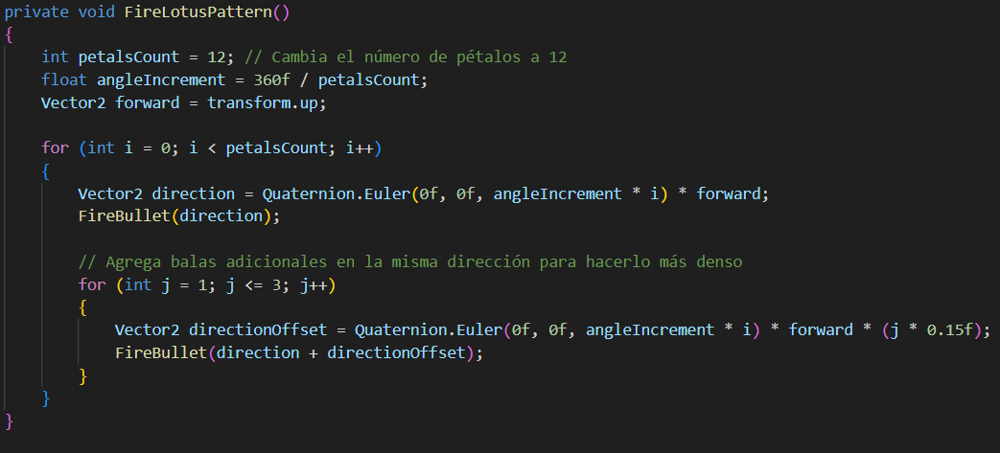 private void FireLotusPattern()
{
    int petalsCount = 12; // Cambia el número de pétalos a 12
    float angleIncrement = 360f / petalsCount;
    Vector2 forward = transform.up;

    for (int i = 0; i < petalsCount; i++)
    {
        Vector2 direction = Quaternion.Euler(0f, 0f, angleIncrement * i) * forward;
        FireBullet(direction);

        // Agrega balas adicionales en la misma dirección para hacerlo más denso
        for (int j = 1; j <= 3; j++)
        {
            Vector2 directionOffset = Quaternion.Euler(0f, 0f, angleIncrement * i) * forward * (j * 0.15f);
            FireBullet(direction + directionOffset);
        }
    }
}